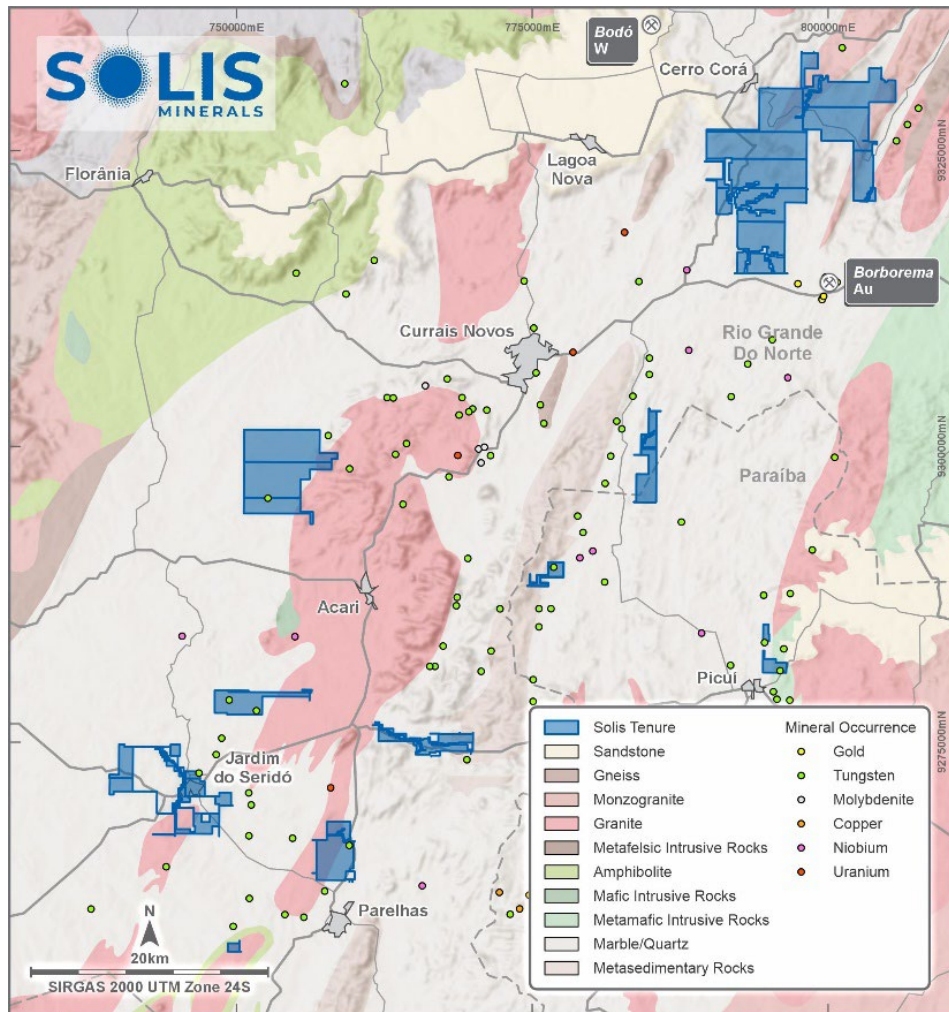 750000mE
775000mE
800000mE
SOLIS
MINERALS
Bodó
W
Cerro Corá
Florânia
Lagoa
Nova
9325000mN
Borborema
Au
Currais Novos
Rio Grande
Do Norte
9300000mN
Paraíba
Acari
Picuí
Jardim
do Seridó
9275000mN
Parelhas
N
20km
SIRGAS 2000 UTM Zone 24S
Solis Tenure
Sandstone
Gneiss
Monzogranite
Granite
Metafelsic Intrusive Rocks
Amphibolite
Mafic Intrusive Rocks
Metamafic Intrusive Rocks
Marble/Quartz
Metasedimentary Rocks
Mineral Occurrence
Gold
Tungsten
Molybdenite
Copper
Niobium
Uranium